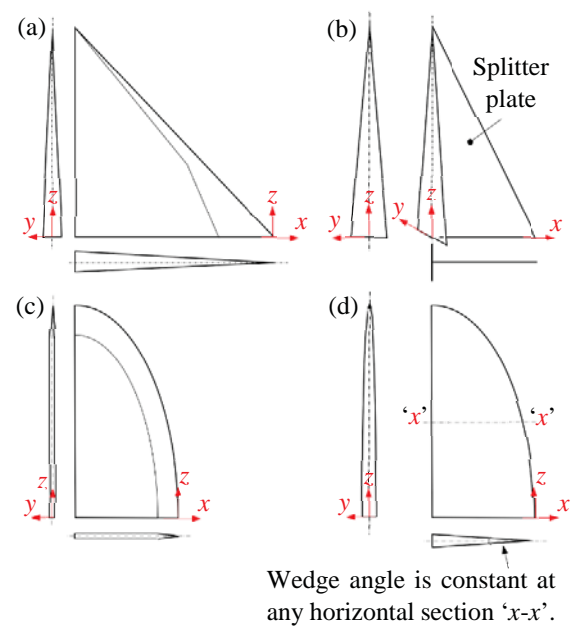 (a)
(b)
Splitter
plate
z
z
y
x
z
y
y
z
x
(c)
(d)
‘x’
‘x’
z
y
z
x
z
y
z
x
Wedge angle is constant at
any horizontal section ‘x-x’.